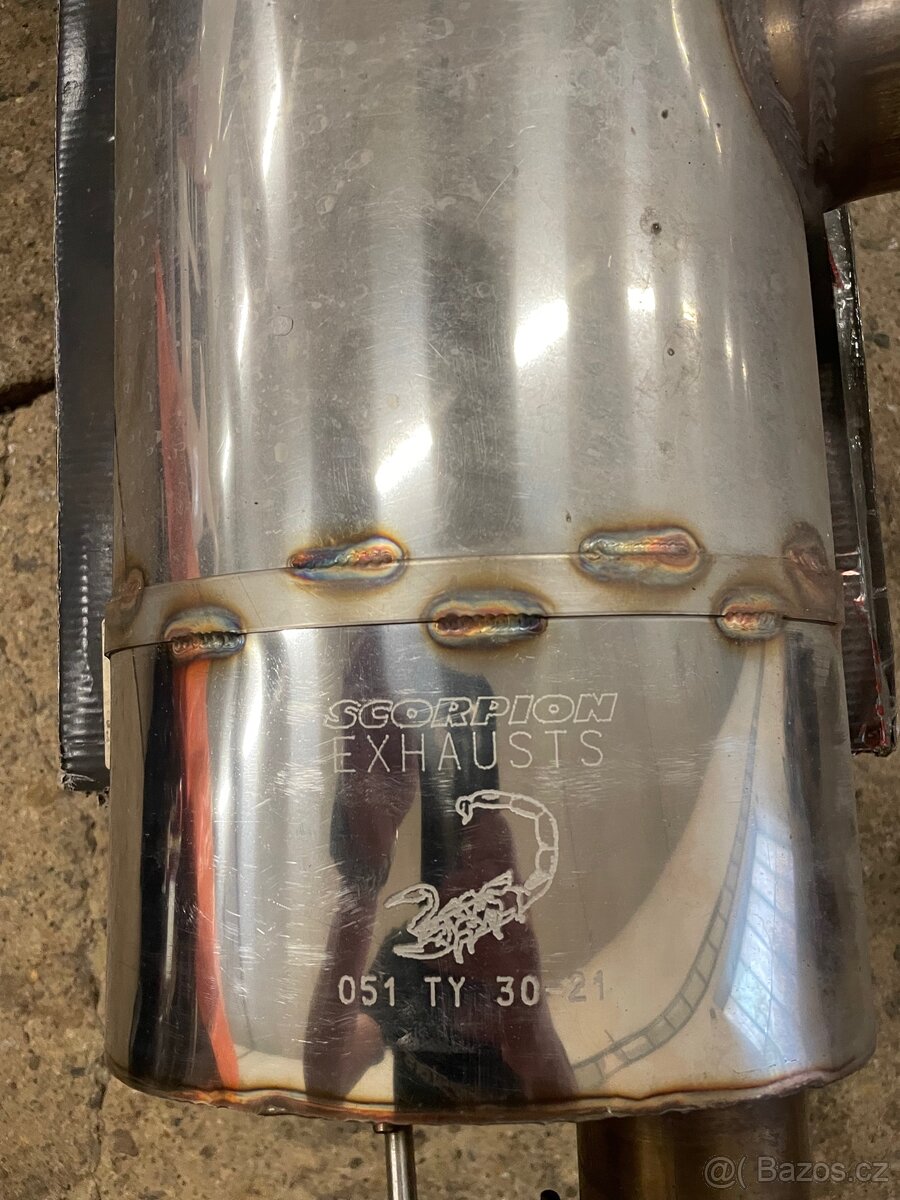 SCORPION
EXHAUSTS
051 TY 30-21
@( Bazos.cz